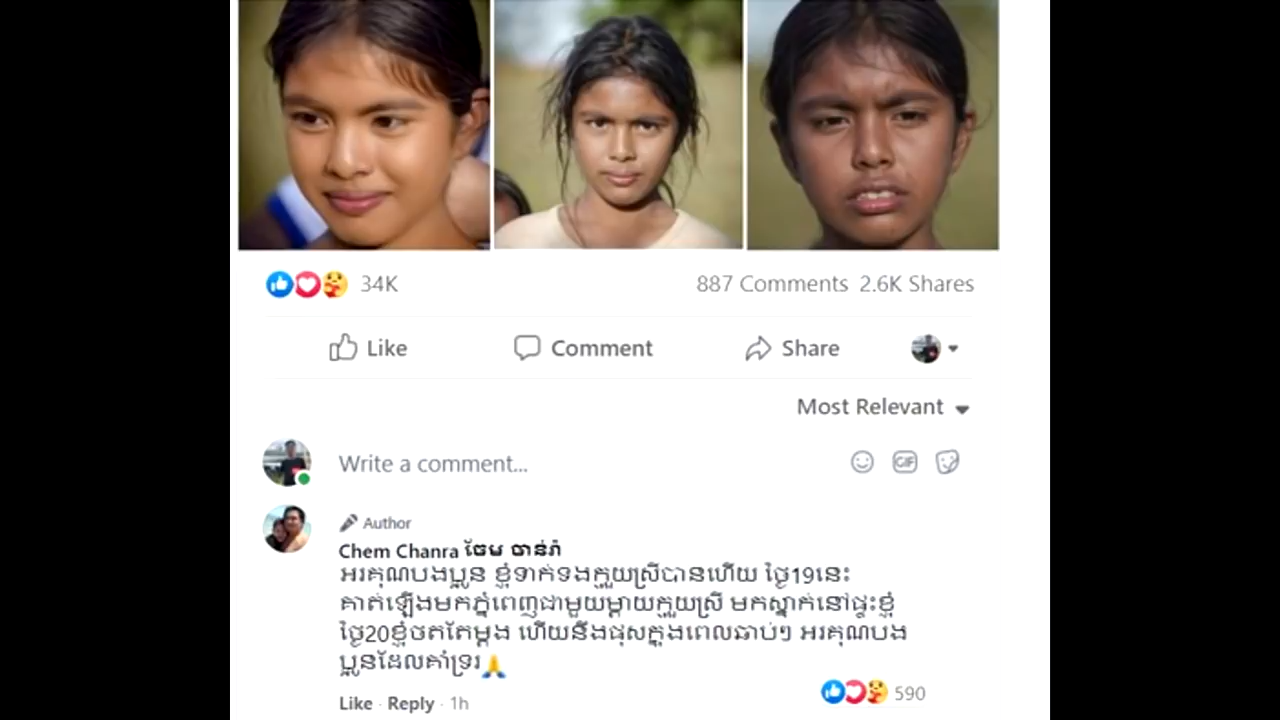 34K 887 Comments 2.6K Shares
Like Comment Share
Most Relevant
Write a comment... GIF
Author
Chem Chanra ចែម ចាន់រ៉ា
អរគុណបងប្អូន ខ្ញុំទាក់ទងក្មួយស្រីបានហើយ ថ្ងៃ19នេះ
គាត់ឡើងមកភ្នំពេញជាមួយម្ដាយក្មួយស្រី មកស្នាក់នៅផ្ទះខ្ញុំ
ថ្ងៃ20ខ្ញុំថតតែម្ដង ហើយនឹងផុសក្នុងពេលឆាប់ៗ អរគុណបង
ប្អូនដែលគាំទ្រ🙏
Like · Reply · 1h 590